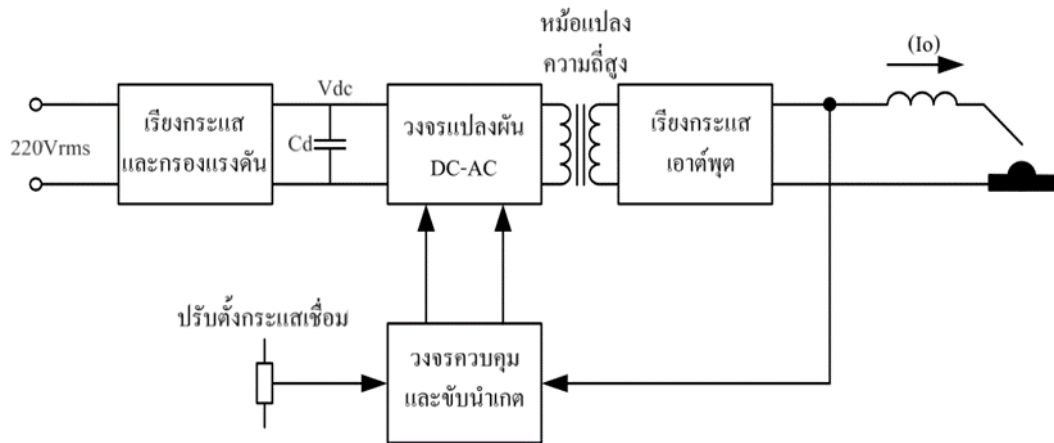 หม้อแปลง
ความถี่สูง
(Io)
220Vrms
เรียงกระแส
และกรองแรงดัน
Vdc
Cd
วงจรแปลงผัน
DC-AC
เรียงกระแส
เอาต์พุต
ปรับตั้งกระแสเชื่อม
วงจรควบคุม
และขับนำเกต